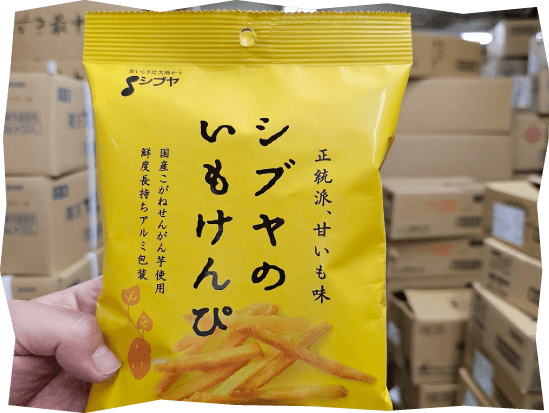 おいしさは大地から
シブヤ
正統派、甘いも味
シブヤの
いもけんぴ
国産こがねせんがん芋使用
鮮度長持ちアルミ包装